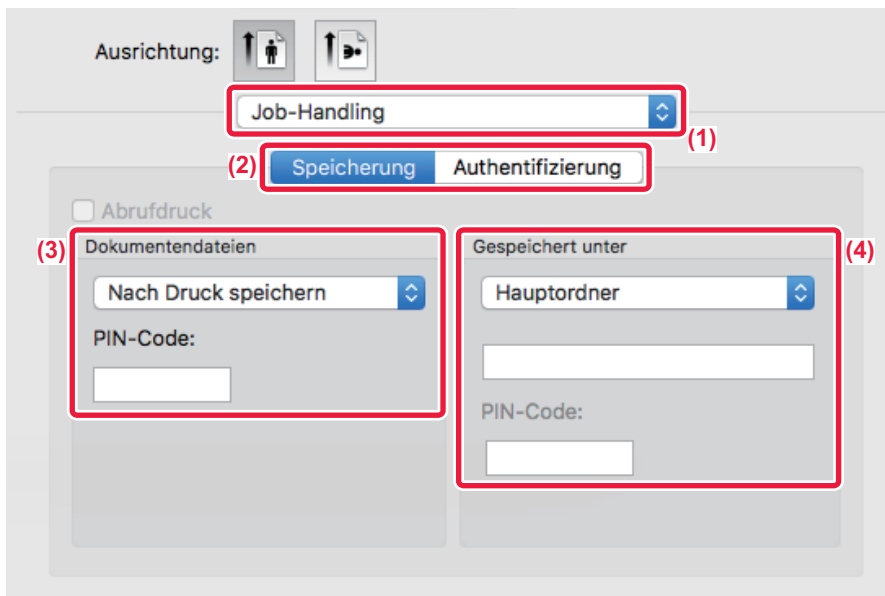 Ausrichtung:
Job-Handling
(1)
(2) Speicherung Authentifizierung
Abrufdruck
(3) Dokumentendateien
Nach Druck speichern
PIN-Code:
Gespeichert unter (4)
Hauptordner
PIN-Code: